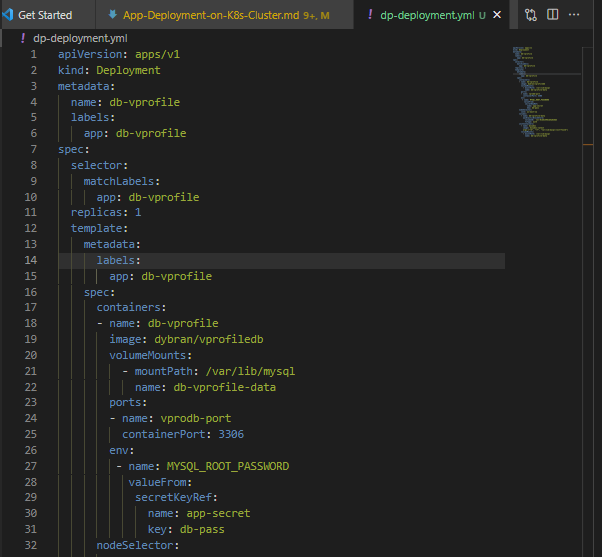 Get Started
App-Deployment-on-K8s-Cluster.md 9+, M
! dp-deployment.yml U ×
! dp-deployment.yml
1 apiVersion: apps/v1
2 kind: Deployment
3 metadata:
4 name: db-vprofile
5 labels:
6 app: db-vprofile
7 spec:
8 selector:
9 matchLabels:
10 app: db-vprofile
11 replicas: 1
12 template:
13 metadata:
14 labels:
15 app: db-vprofile
16 spec:
17 containers:
18 - name: db-vprofile
19 image: dybran/vprofiledb
20 volumeMounts:
21 - mountPath: /var/lib/mysql
22 name: db-vprofile-data
23 ports:
24 - name: vprodb-port
25 containerPort: 3306
26 env:
27 - name: MYSQL_ROOT_PASSWORD
28 valueFrom:
29 secretKeyRef:
30 name: app-secret
31 key: db-pass
32 nodeSelector: